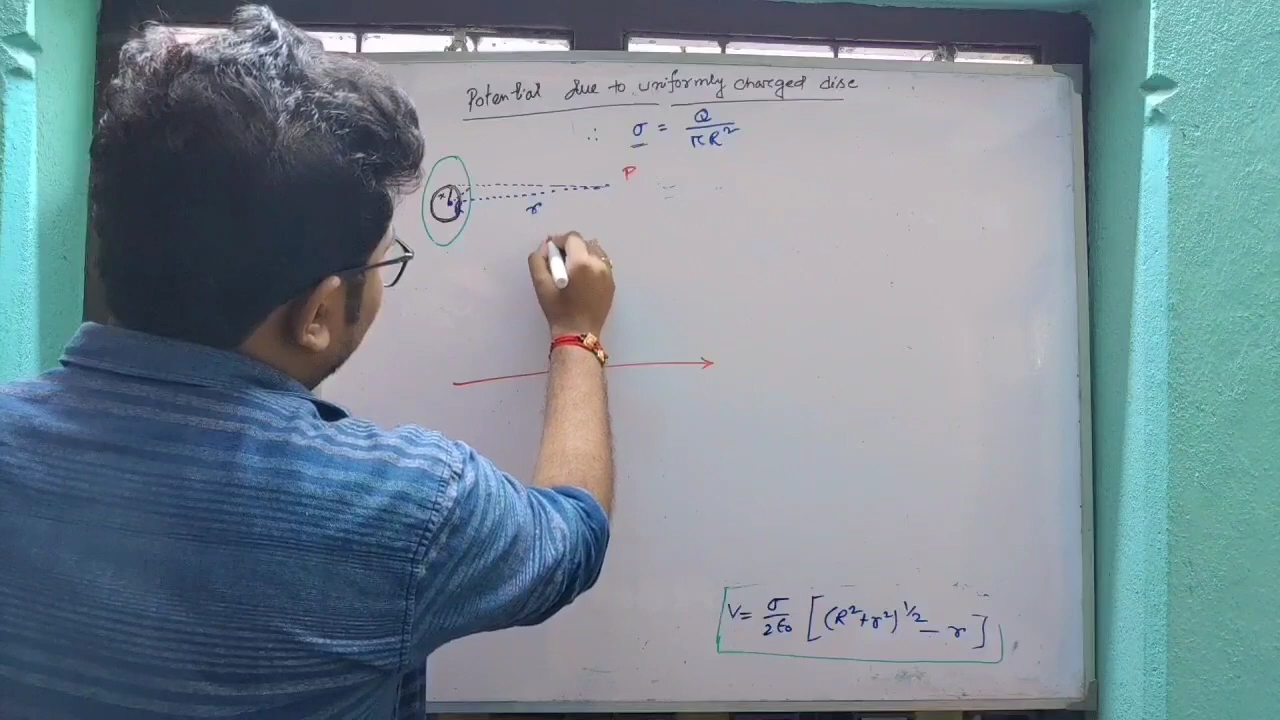 Potential due to uniformly charged disc
∴ σ = Q / πR²
P
x
R
r
V = σ/2ε₀ [(R²+r²)^1/2 - r]